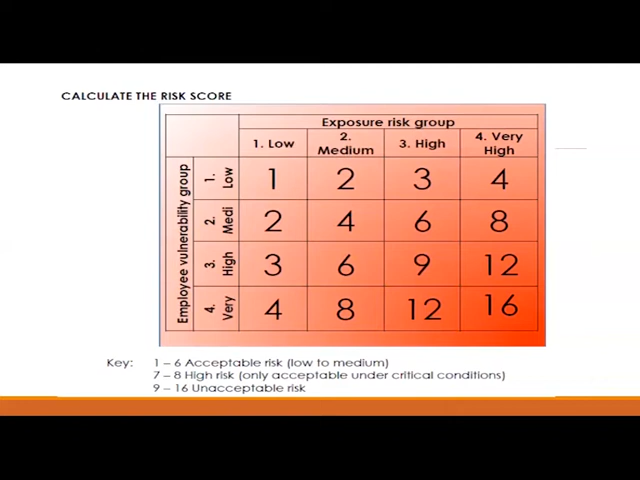 CALCULATE THE RISK SCORE
Exposure risk group
1. Low
2. Medium
3. High
4. Very High
Employee vulnerability group
1. Low
1 2 3 4
2. Medi
2 4 6 8
3. High
3 6 9 12
4. Very
4 8 12 16
Key: 1 – 6 Acceptable risk (low to medium)
7 – 8 High risk (only acceptable under critical conditions)
9 – 16 Unacceptable risk